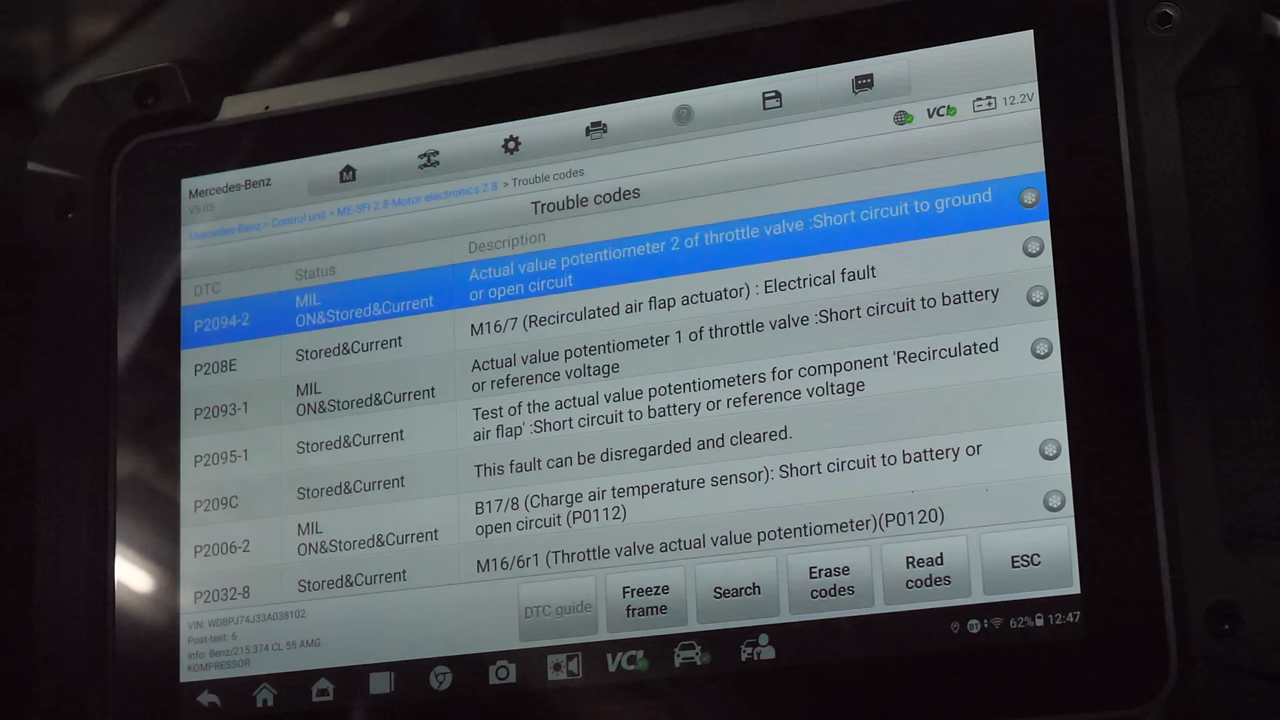 Mercedes-Benz
V5.05
VCI
12.2V
Mercedes-Benz > Control unit > ME-SFI 2.8 Motor electronics 2.8 > Trouble codes
Trouble codes
DTC Status Description
P2094-2 MIL ON&Stored&Current Actual value potentiometer 2 of throttle valve :Short circuit to ground
or open circuit
P208E Stored&Current M16/7 (Recirculated air flap actuator) : Electrical fault
P2093-1 MIL ON&Stored&Current Actual value potentiometer 1 of throttle valve :Short circuit to battery
or reference voltage
P2095-1 Stored&Current Test of the actual value potentiometers for component 'Recirculated
air flap' :Short circuit to battery or reference voltage
P209C Stored&Current This fault can be disregarded and cleared.
P2006-2 MIL ON&Stored&Current B17/8 (Charge air temperature sensor): Short circuit to battery or
open circuit (P0112)
P2032-8 Stored&Current M16/6r1 (Throttle valve actual value potentiometer)(P0120)
VIN: WDBPJ74J33A038102
Post-test: 6
Info: Benz/215.374 CL 55 AMG
KOMPRESSOR
DTC guide
Freeze
frame
Search
Erase
codes
Read
codes
ESC
VCI
BT
62%
12:47